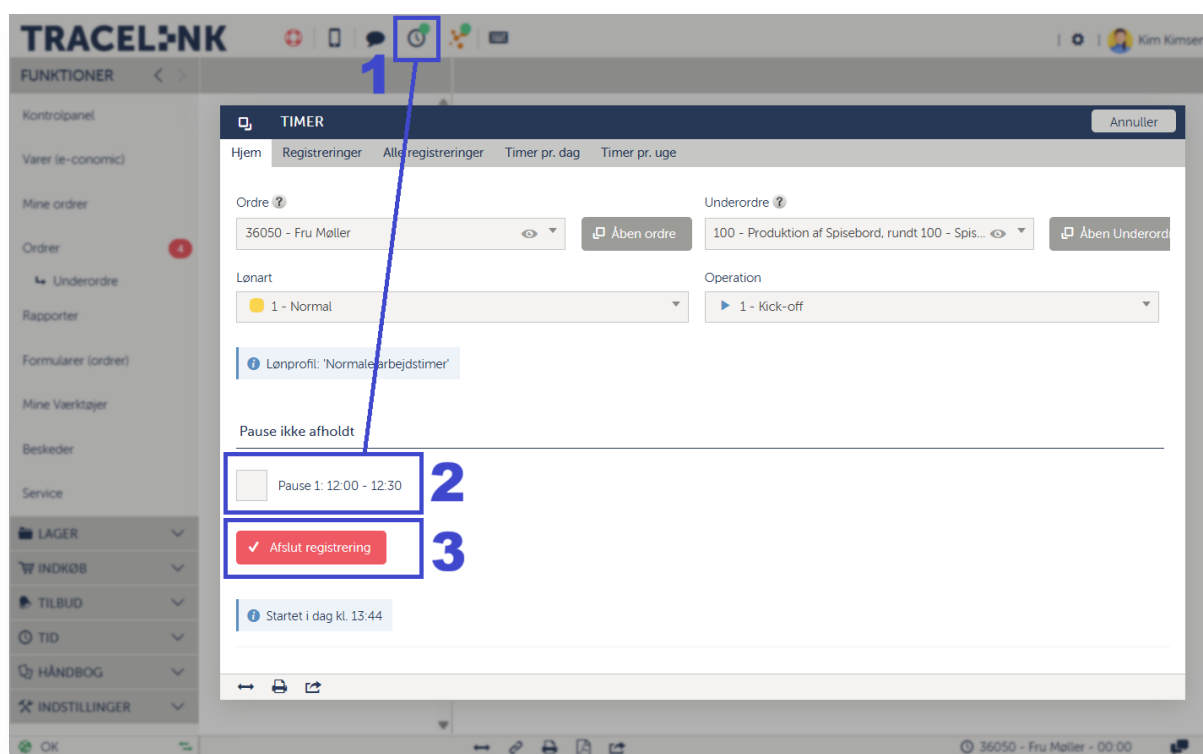 TRACELINK
Kim Kimsen
1
FUNKTIONER
Kontrolpanel
Varer (e-conomic)
Mine ordrer
Ordrer 4
Underordre
Rapporter
Formularer (ordrer)
Mine Værktøjer
Beskeder
Service
LAGER
INDKØB
TILBUD
TID
HÅNDBOG
INDSTILLINGER
OK
TIMER Annuller
Hjem Registreringer Alle registreringer Timer pr. dag Timer pr. uge
Ordre ? Underordre ?
36050 - Fru Møller Åben ordre 100 - Produktion af Spisebord, rundt 100 - Spis... Åben Underord
Lønart Operation
1 - Normal 1 - Kick-off
Lønprofil: 'Normale arbejdstimer'
Pause ikke afholdt
Pause 1: 12:00 - 12:30 2
Afslut registrering 3
Startet i dag kl. 13:44
36050 - Fru Møller - 00:00